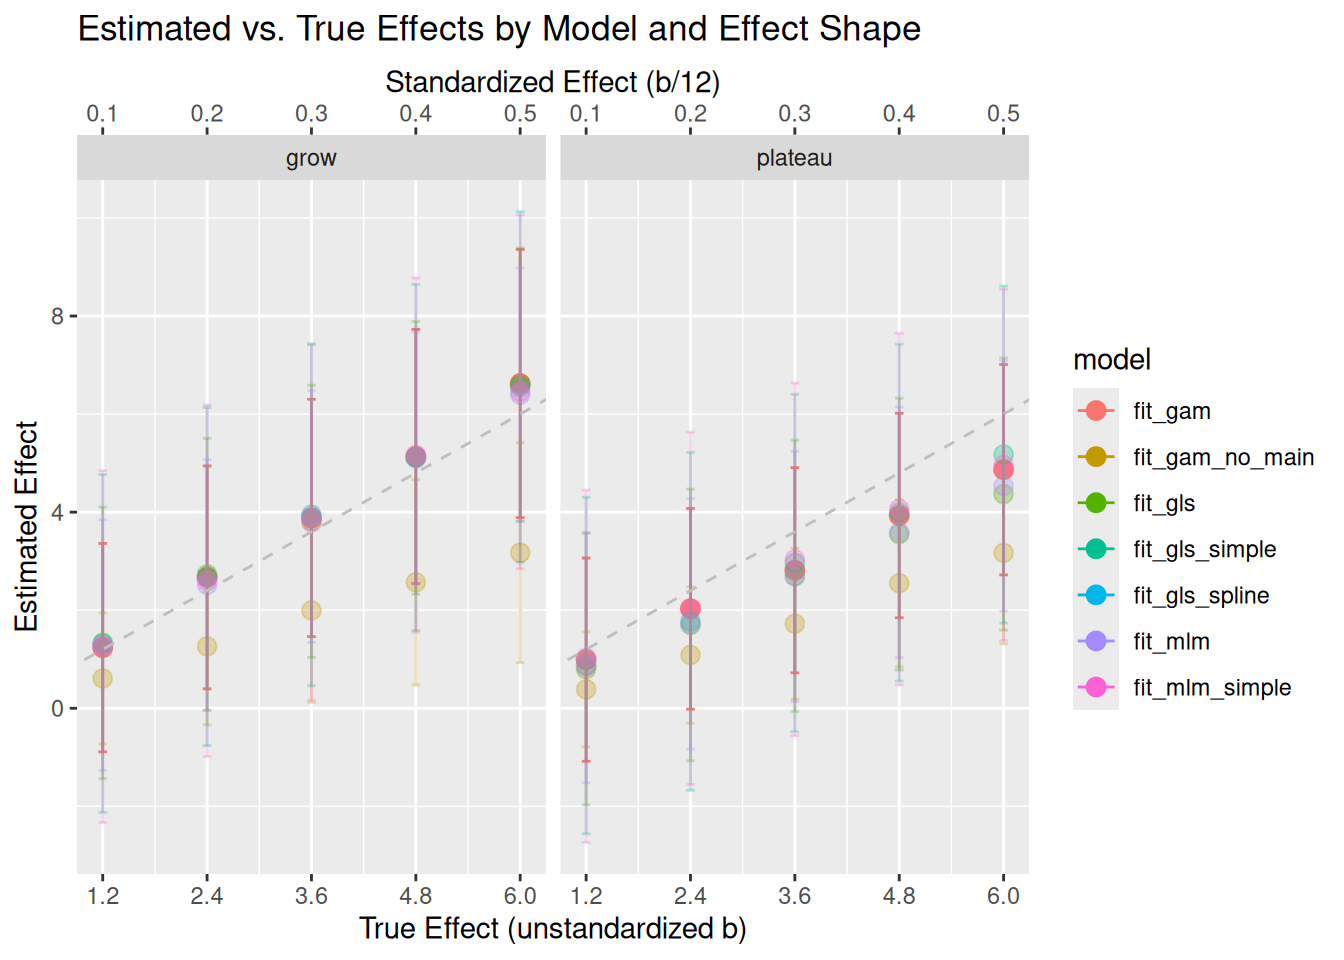 Estimated vs. True Effects by Model and Effect Shape
Standardized Effect (b/12)
0.1 0.2 0.3 0.4 0.5 0.1 0.2 0.3 0.4 0.5
grow plateau
8
4
0
Estimated Effect
1.2 2.4 3.6 4.8 6.0 1.2 2.4 3.6 4.8 6.0
True Effect (unstandardized b)
model
fit_gam
fit_gam_no_main
fit_gls
fit_gls_simple
fit_gls_spline
fit_mlm
fit_mlm_simple